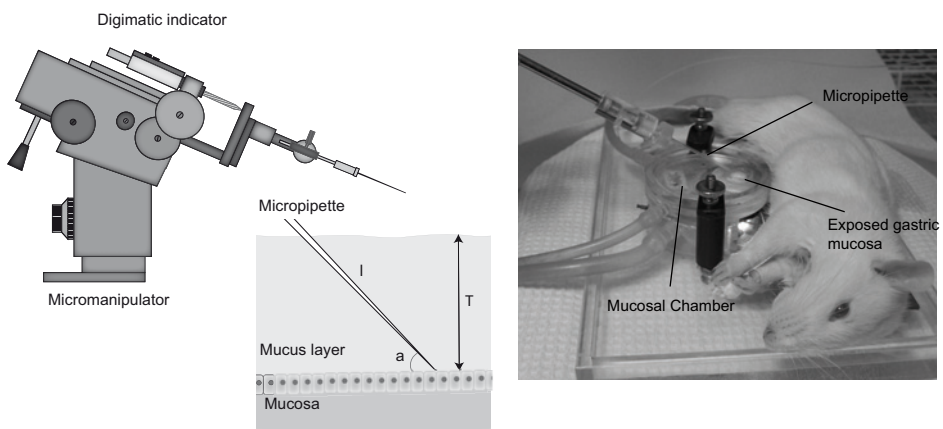 Digimatic indicator
Micromanipulator
Micropipette
l
T
a
Mucus layer
Mucosa
Micropipette
Exposed gastric
mucosa
Mucosal Chamber